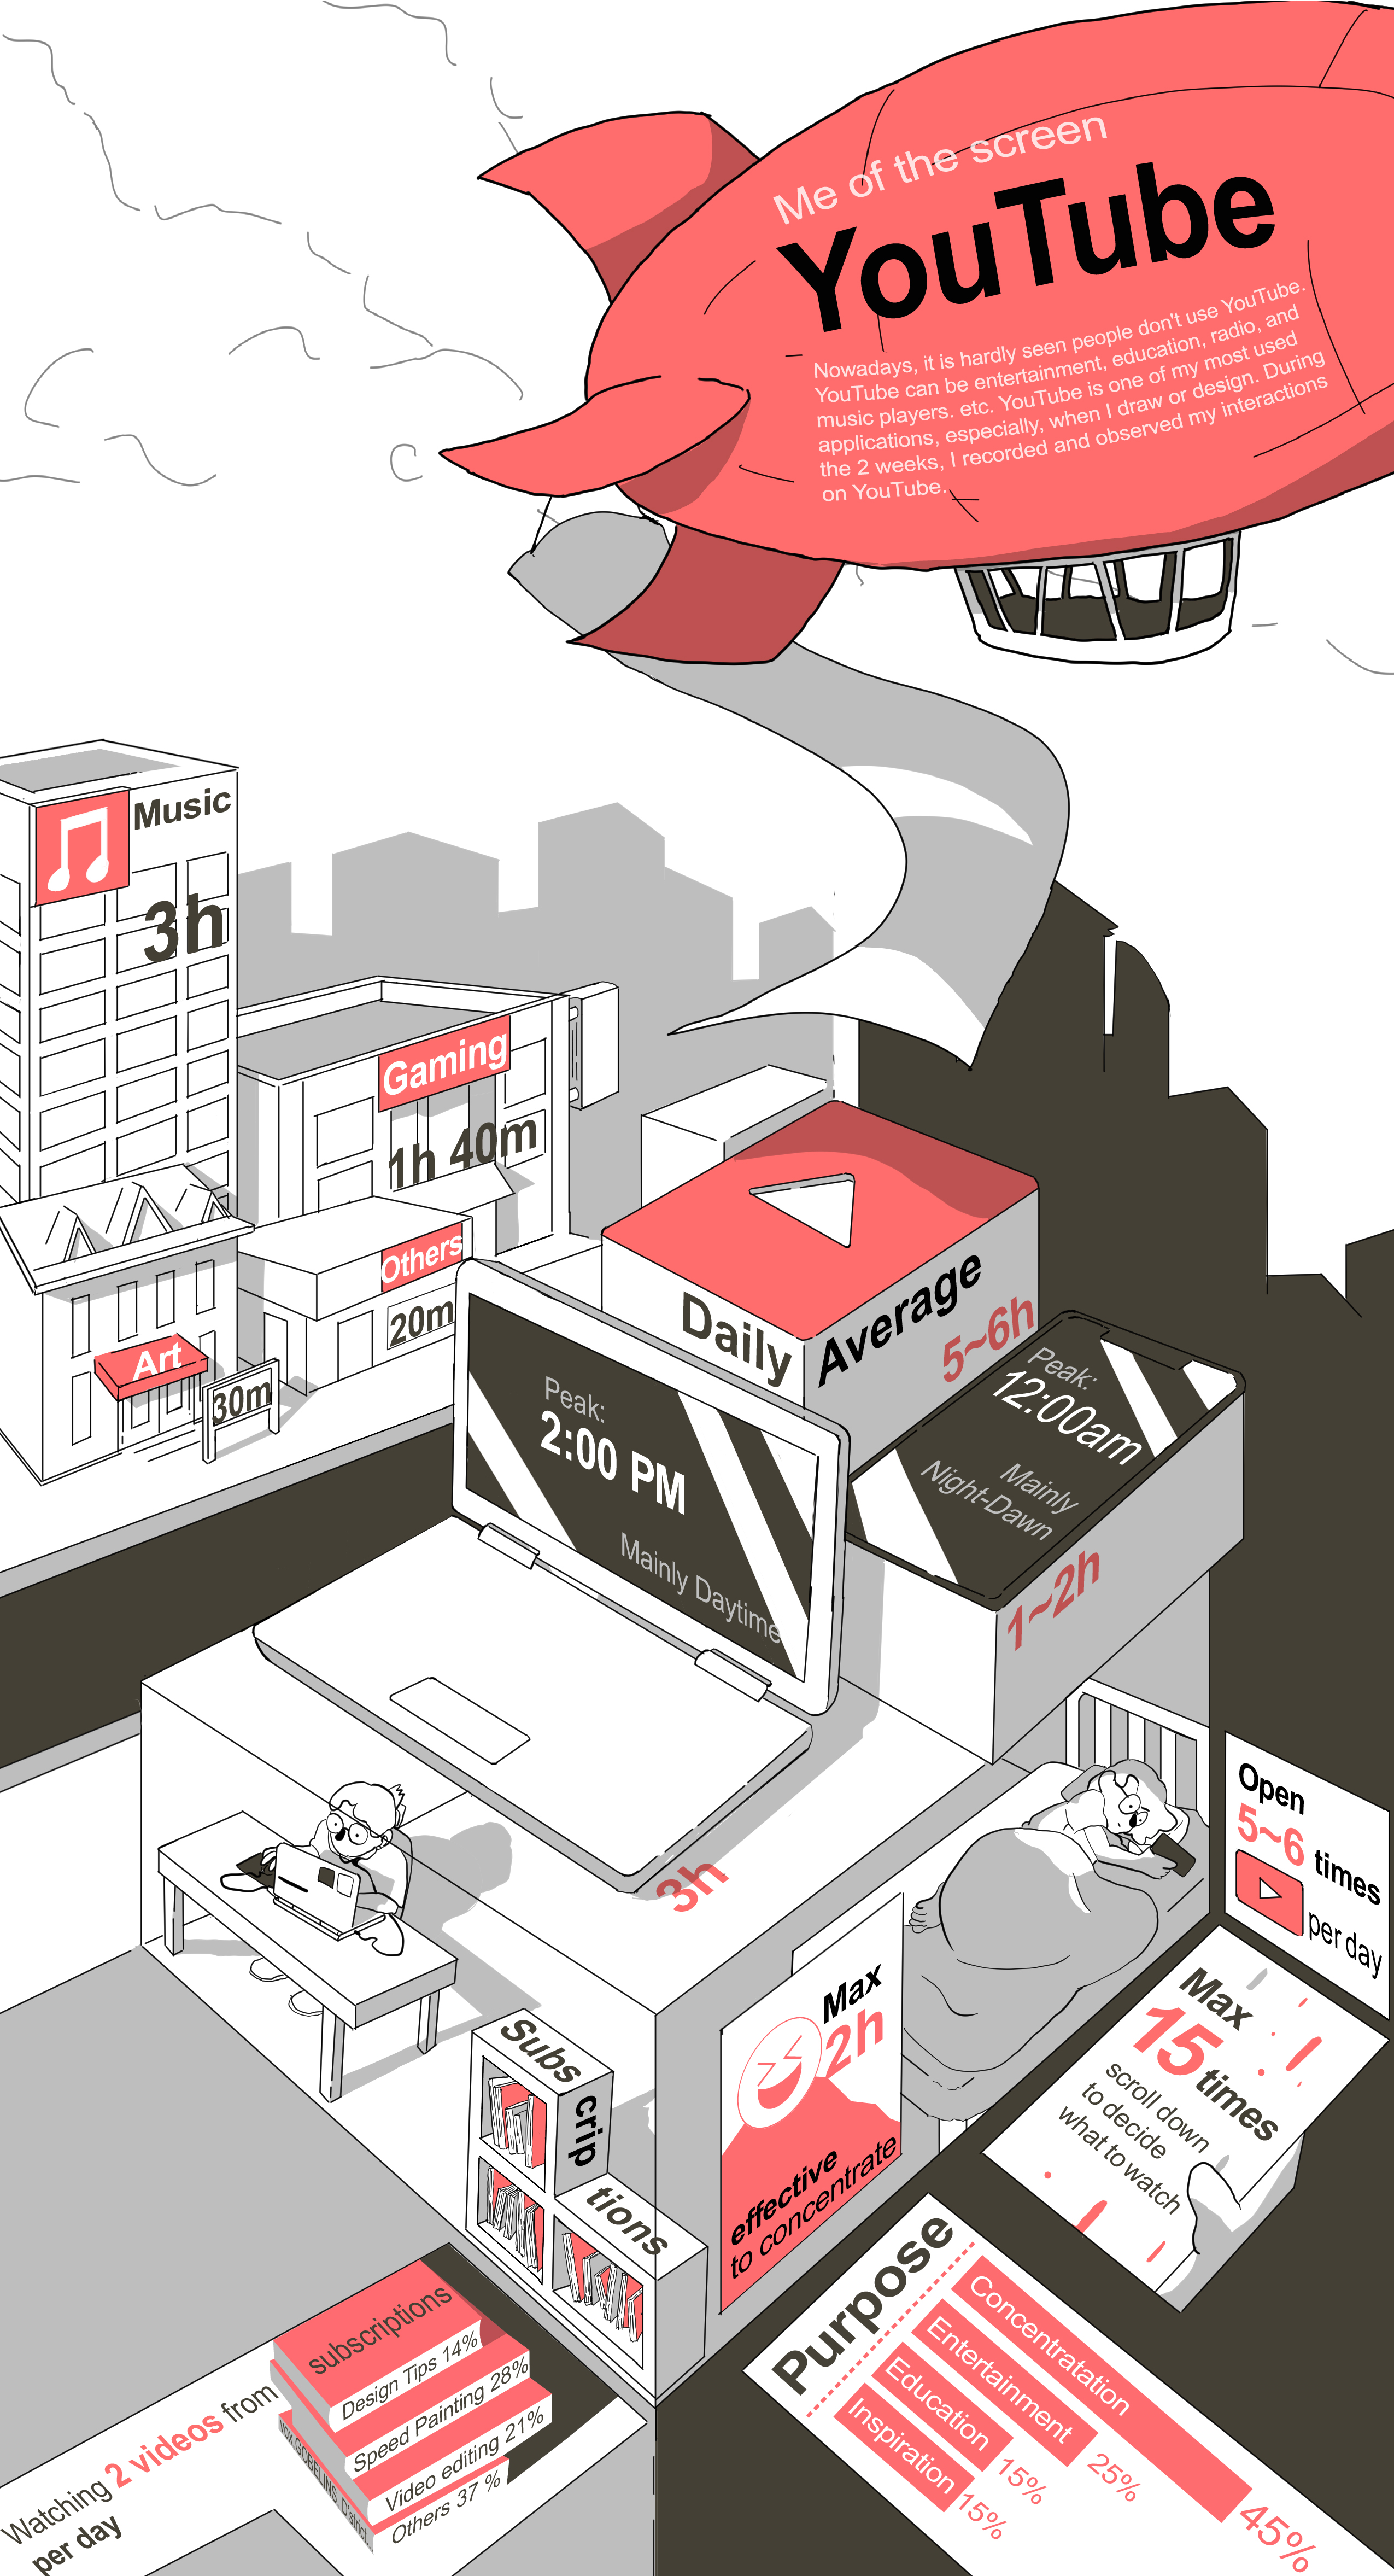 Me of the screen
YouTube
Nowadays, it is hardly seen people don't use YouTube.
YouTube can be entertainment, education, radio, and
music players. etc. YouTube is one of my most used
applications, especially, when I draw or design. During
the 2 weeks, I recorded and observed my interactions
on YouTube.
Music
3h
Gaming
1h 40m
Others
20m
Art
30m
Daily
Average
5~6h
Peak:
12:00am
Mainly
Night-Dawn
1~2h
Peak:
2:00 PM
Mainly Daytime
3h
Open
5~6 times
per day
Max
15 times
scroll down
to decide
what to watch
Max
2h
effective
to concentrate
Subs
crip
tions
Purpose
Concentratation
45%
Entertainment
25%
Education
15%
Inspiration
15%
subscriptions
Design Tips 14%
Speed Painting 28%
Video editing 21%
Others 37 %
vox, GOBELINS,
Watching 2 videos from
per day